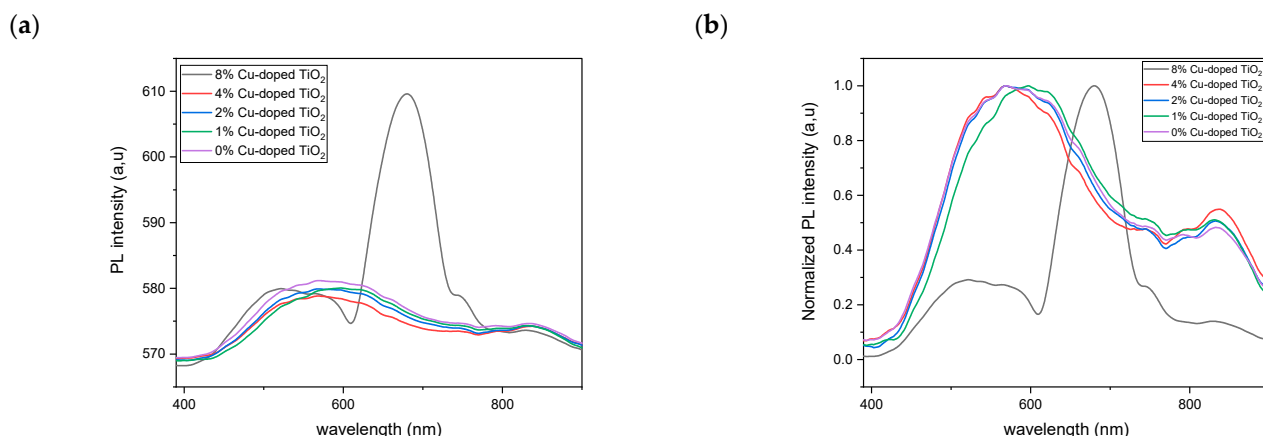 (a)
(b)
8% Cu-doped TiO₂
4% Cu-doped TiO₂
2% Cu-doped TiO₂
1% Cu-doped TiO₂
0% Cu-doped TiO₂
610
600
590
580
570
PL intensity (a,u)
400
600
800
wavelength (nm)
8% Cu-doped TiO₂
4% Cu-doped TiO₂
2% Cu-doped TiO₂
1% Cu-doped TiO₂
0% Cu-doped TiO₂
1.0
0.8
0.6
0.4
0.2
0.0
Normalized PL intensity (a,u)
400
600
800
wavelength (nm)